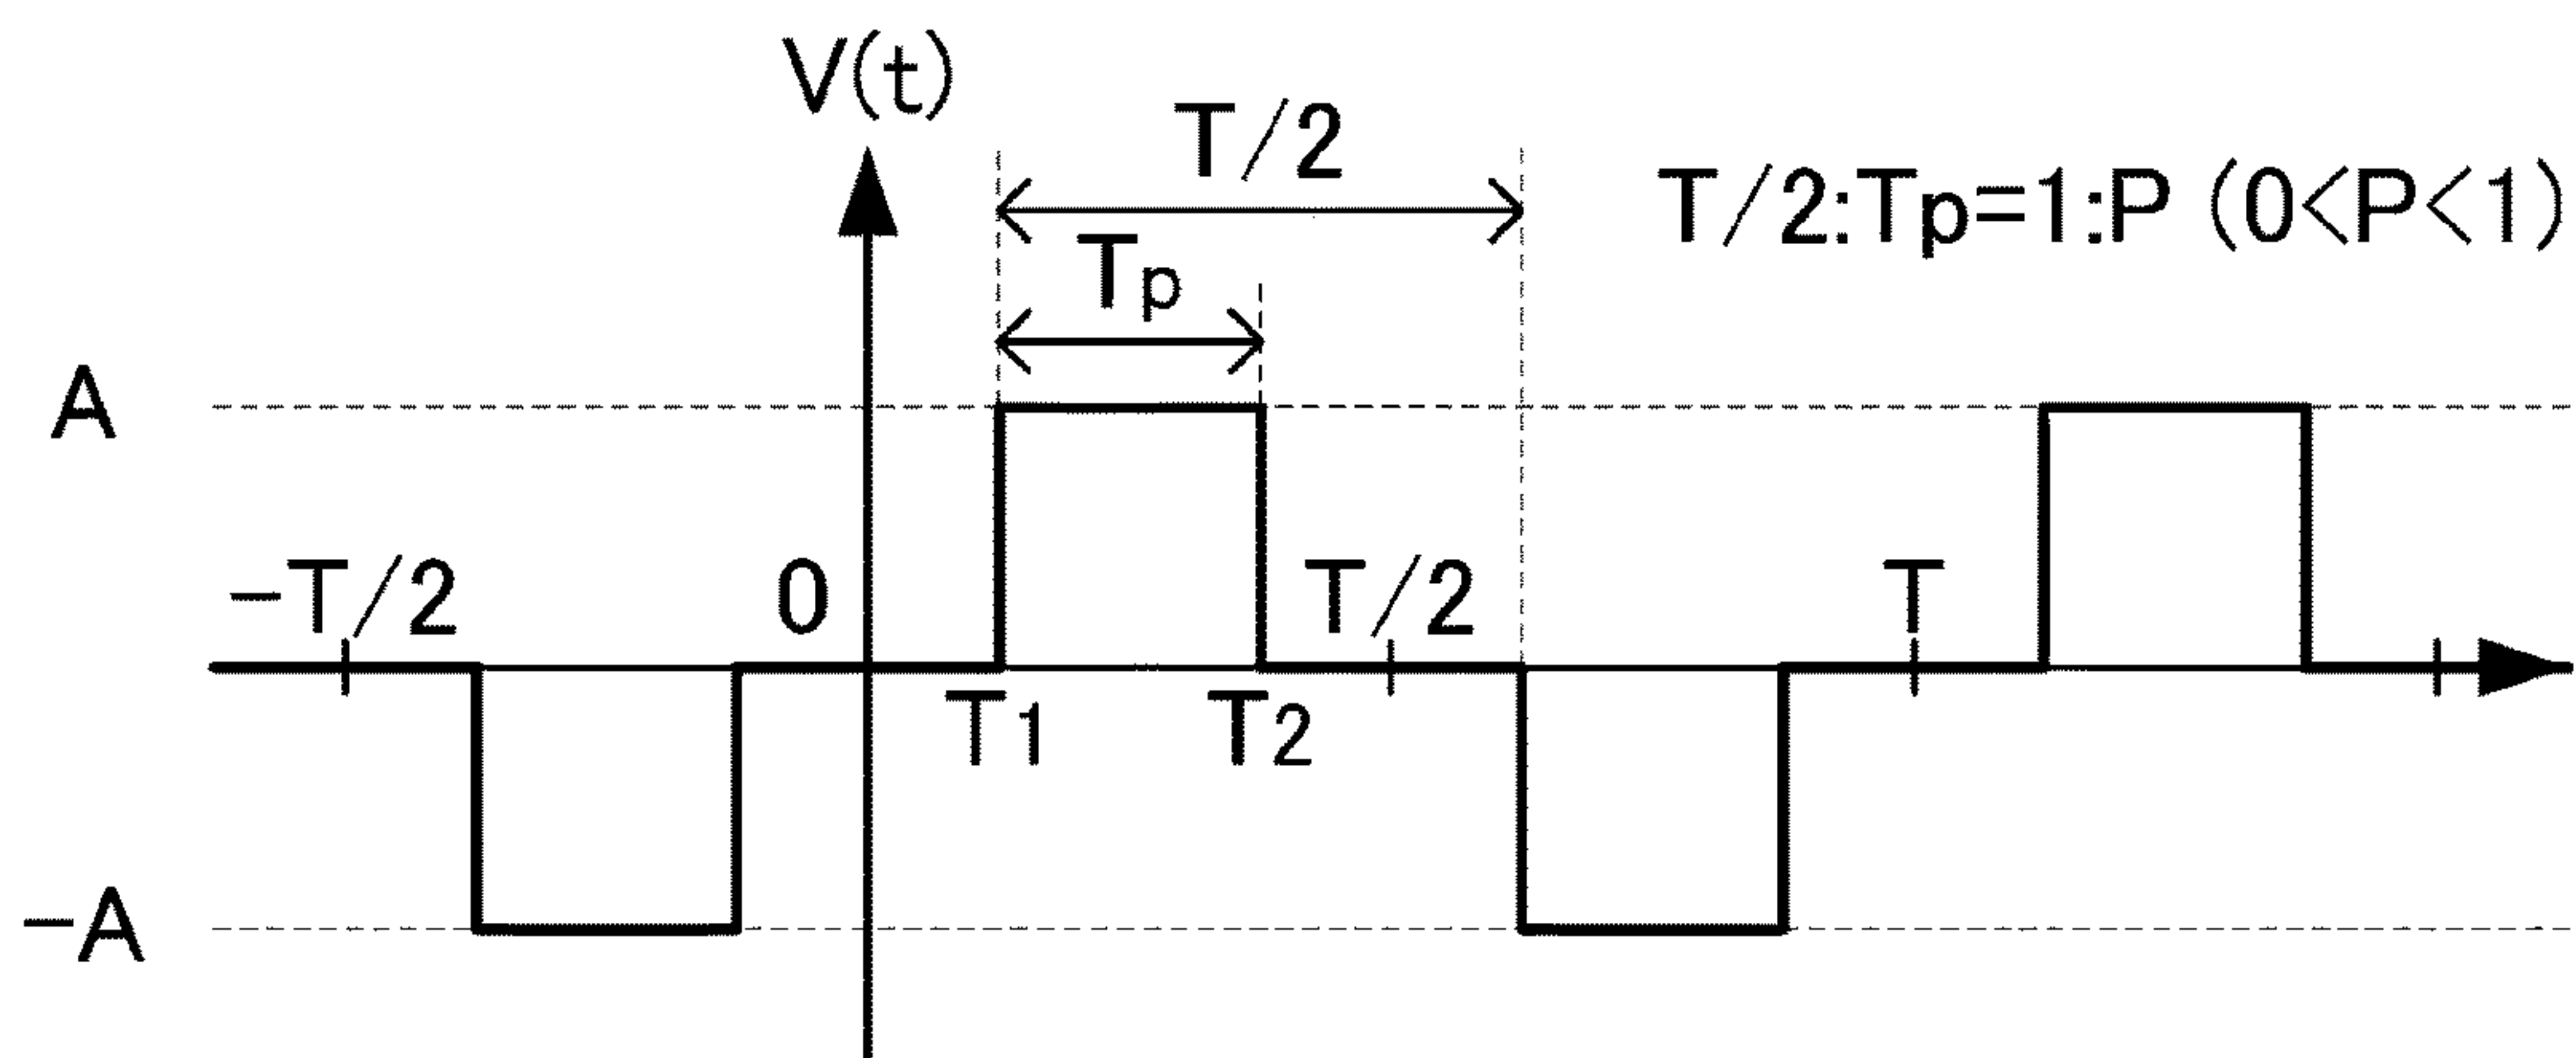 V(t)
T/2
T/2:Tp=1:P (0<P<1)
Tp
A
-T/2
0
T/2
T
T1
T2
-A